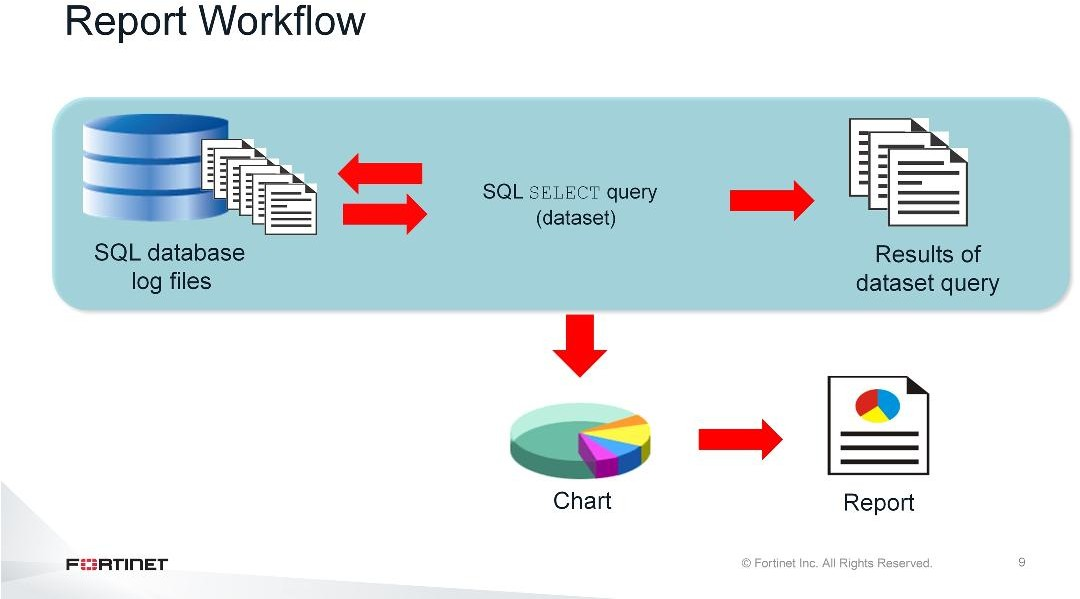 Report Workflow
SQL database
log files
SQL SELECT query
(dataset)
Results of
dataset query
Chart
Report
FORTINET
© Fortinet Inc. All Rights Reserved.
9